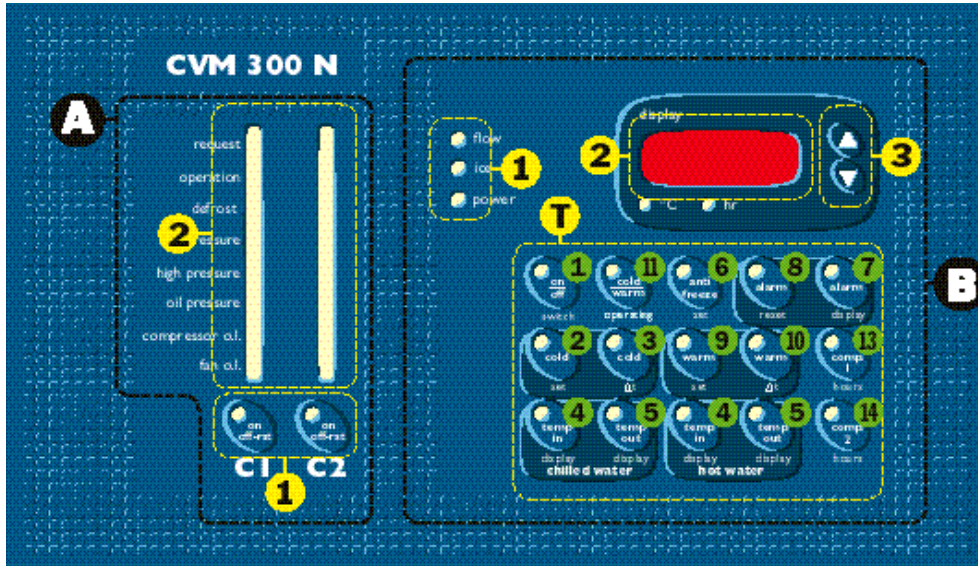 CVM 300 N
A
request
operation
defrost
2
pressure
high pressure
oil pressure
compressor o.l.
fan o.l.
on
off-rst
on
off-rst
C1
C2
1
B
flow
ice
power
1
display
2
3
°C
hr
T
on
off
1
switch
cold
warm
11
operating
anti
freeze
6
set
alarm
8
reset
alarm
7
display
cold
2
set
cold
3
Δt
warm
9
set
warm
10
Δt
comp
1
13
hours
temp
in
4
display
temp
out
5
display
chilled water
temp
in
4
display
temp
out
5
display
hot water
comp
2
14
hours